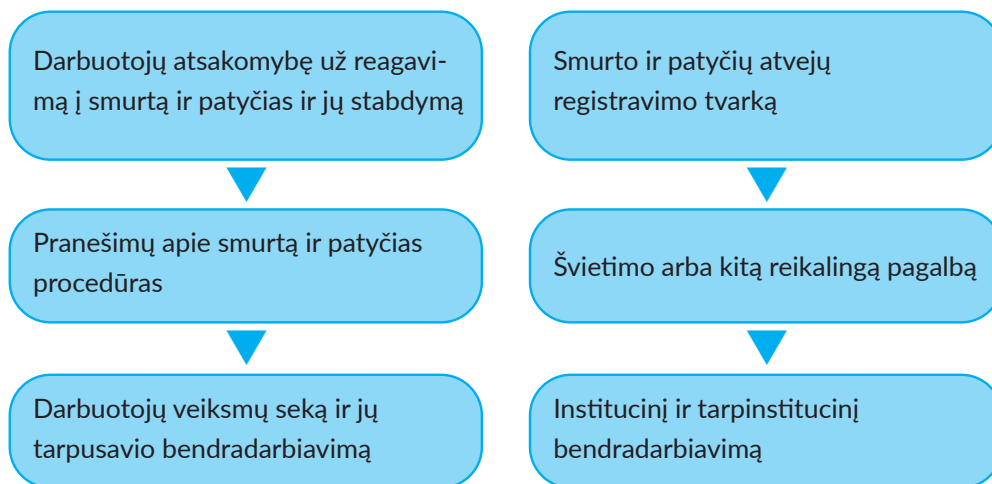 Darbuotojų atsakomybę už reagavi-
mą į smurtą ir patyčias ir jų stabdymą
Pranešimų apie smurtą ir patyčias
procedūras
Darbuotojų veiksmų seką ir jų
tarpusavio bendradarbiavimą
Smurto ir patyčių atvejų
registravimo tvarką
Švietimo arba kitą reikalingą pagalbą
Institucinį ir tarpinstitucinį
bendradarbiavimą